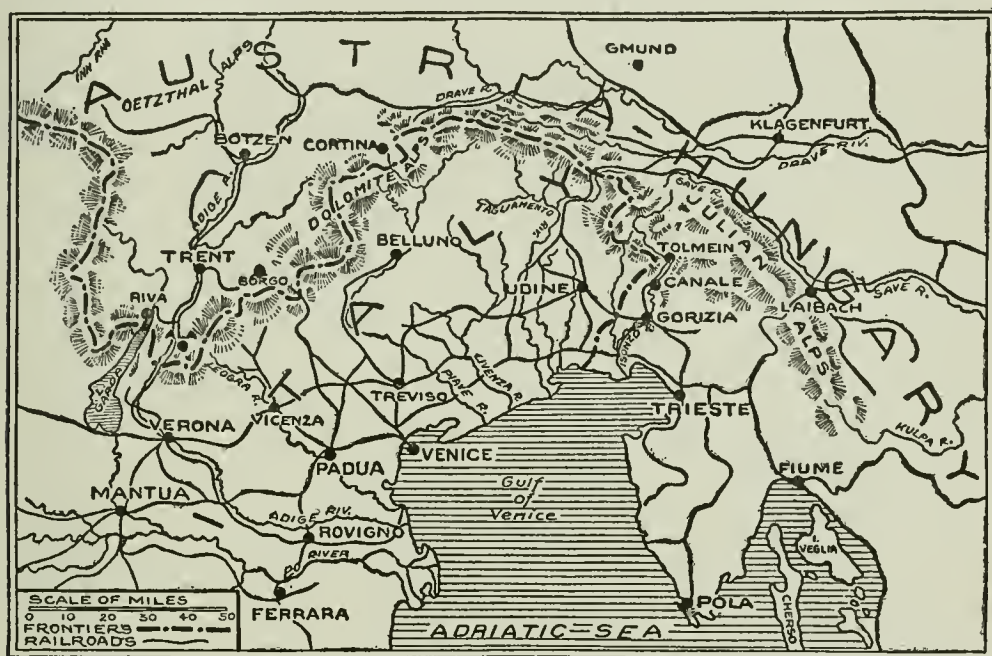 AUSTRIA HUNGARY
ITALY
INN RIV.
OETZTHAL ALPS
GMUND
DRAVE R.
KLAGENFURT.
DRAVE RIV.
BOTZEN
CORTINA
DOLOMITE ALPS
ADIGE R.
TAGLIAMENTO
RIV.
SAVE R.
JULIAN ALPS
TRENT
BORGO
BELLUNO
TOLMEIN
CANALE
UDINE
GORIZIA
ISONZO
LAIBACH
SAVE R.
RIVA
GARDA
LEOGRA R.
TREVISO
PIAVE R.
LIVENZA R.
TRIESTE
VERONA
VICENZA
PADUA
VENICE
KULPA R.
FIUME
MANTUA
Gulf
of
Venice
ADIGE RIV.
ROVIGNO
PO RIVER
FERRARA
I.
VEGLIA
CHERSO
POLA
ADRIATIC SEA
SCALE OF MILES
0 10 20 30 40 50
FRONTIERS
RAILROADS